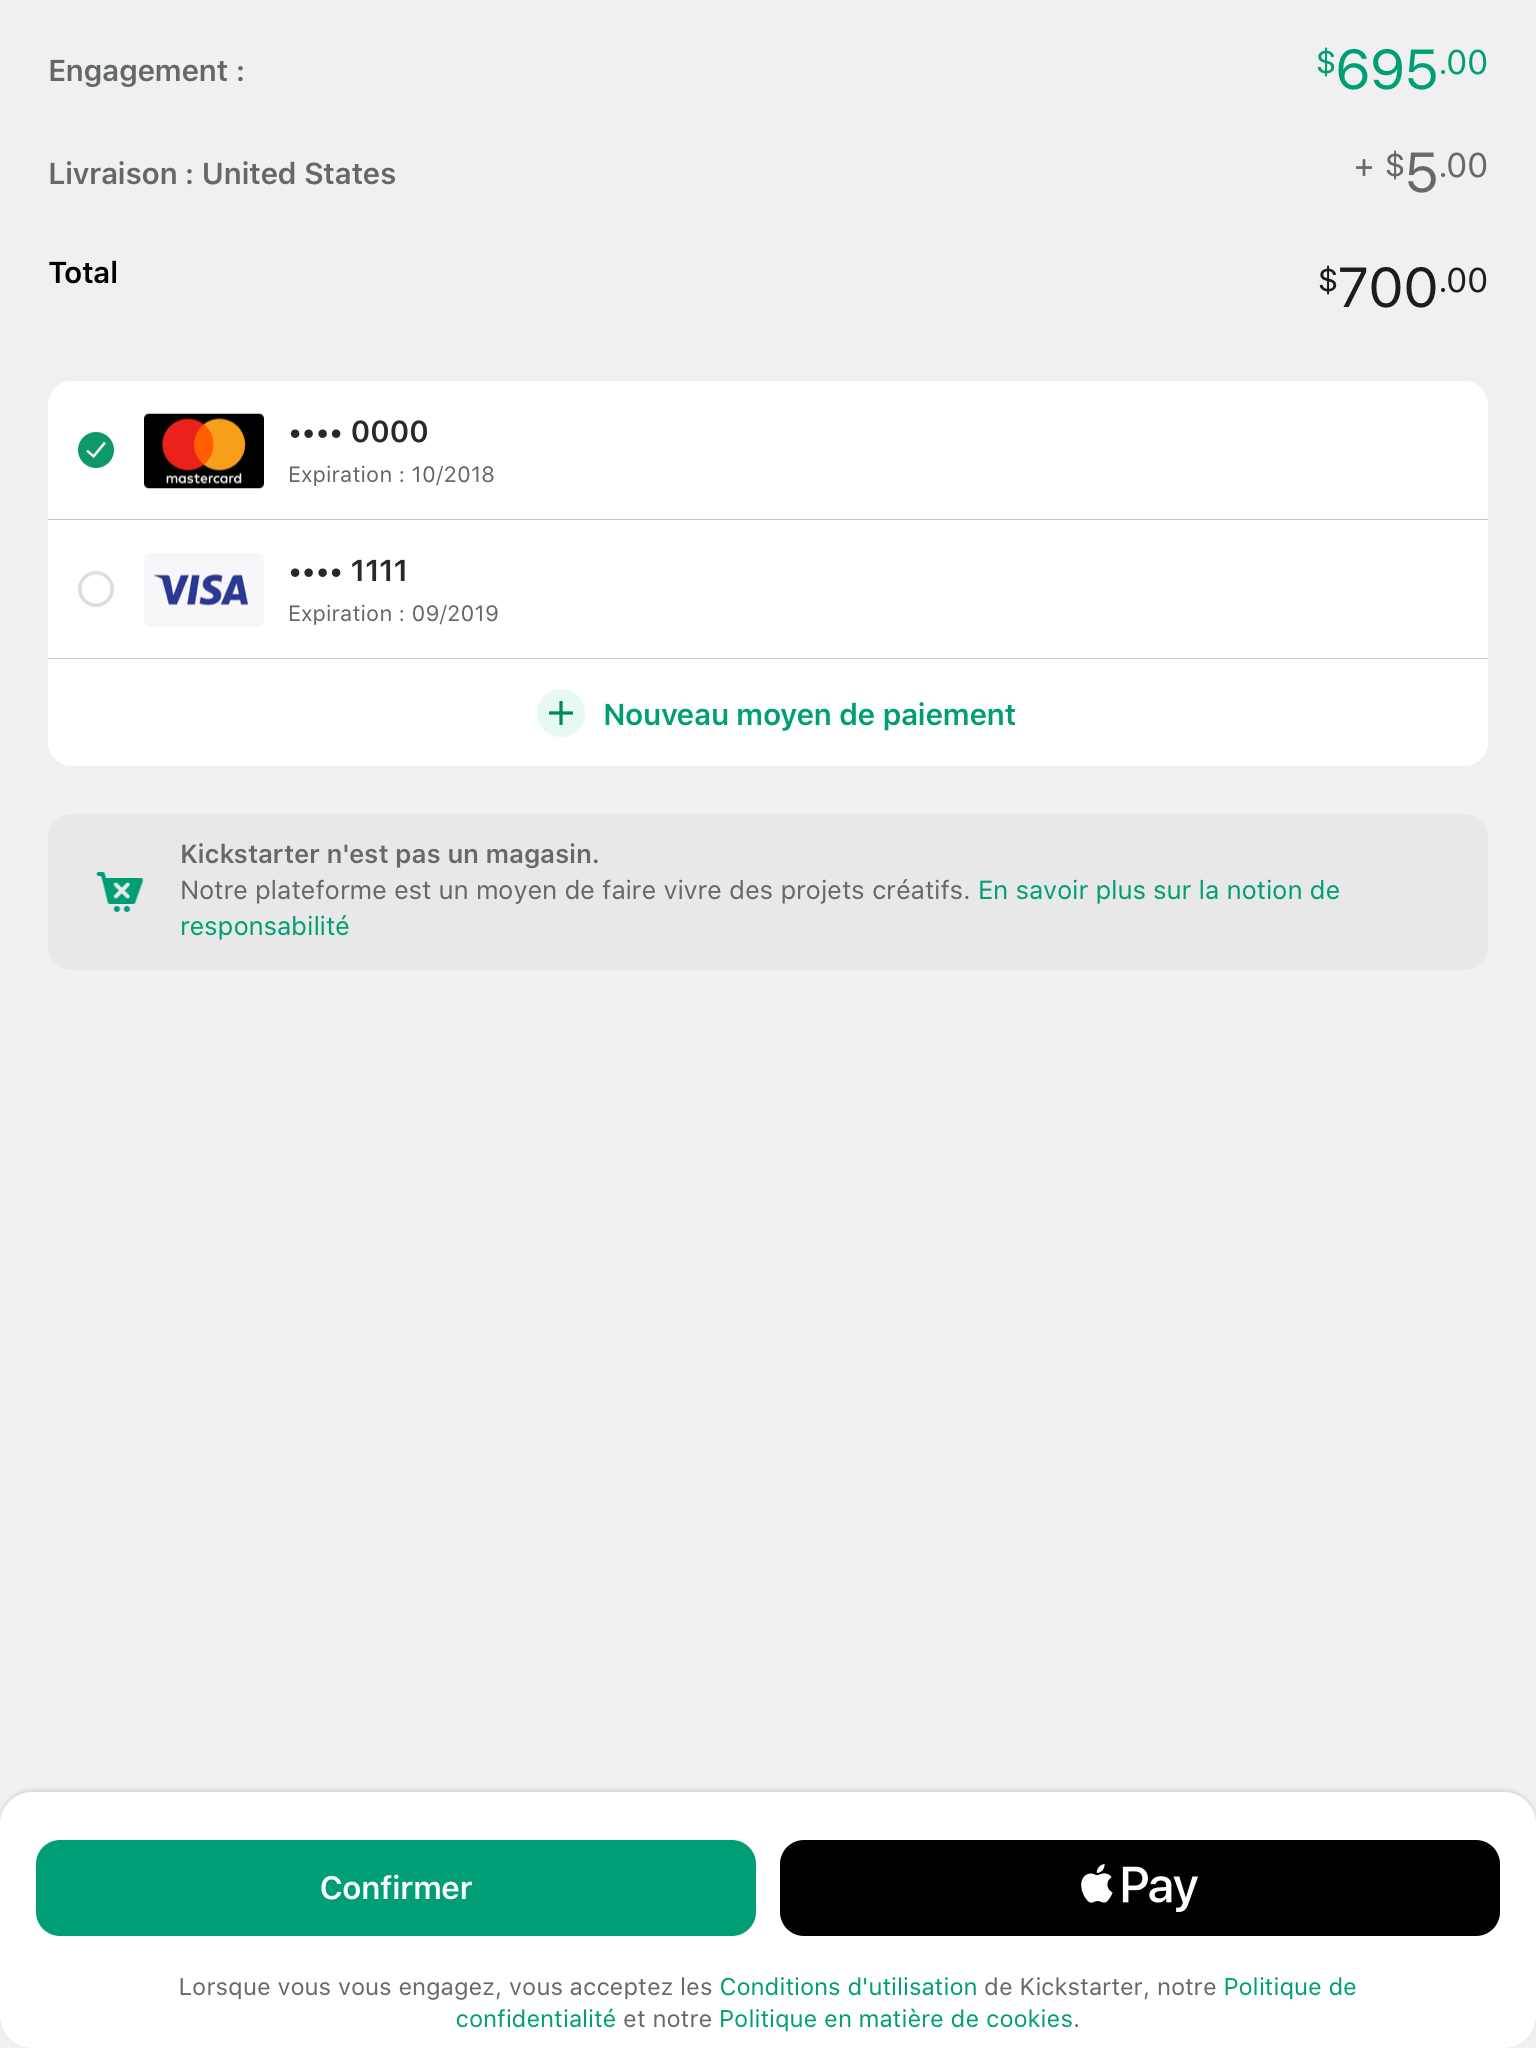 Engagement :
$695.00
Livraison : United States
+ $5.00
Total
$700.00
mastercard
•••• 0000
Expiration : 10/2018
VISA
•••• 1111
Expiration : 09/2019
Nouveau moyen de paiement
Kickstarter n'est pas un magasin.
Notre plateforme est un moyen de faire vivre des projets créatifs. En savoir plus sur la notion de
responsabilité
Confirmer
Pay
Lorsque vous vous engagez, vous acceptez les Conditions d'utilisation de Kickstarter, notre Politique de
confidentialité et notre Politique en matière de cookies.